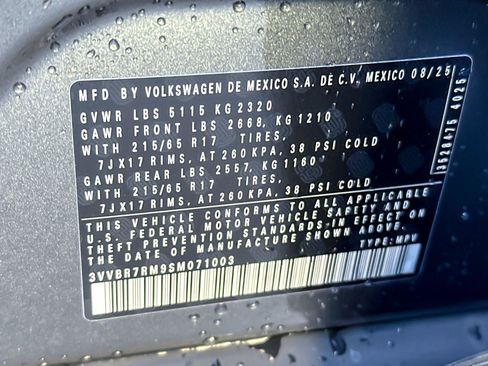 MFD BY VOLKSWAGEN DE MEXICO S.A. DE C.V. MEXICO 08/25
GVWR LBS 5115 KG 2320
GAWR FRONT LBS 2668, KG 1210
WITH 215/65 R17 TIRES,
7JX17 RIMS, AT 260 KPA, 38 PSI COLD
GAWR REAR LBS 2557, KG 1160
WITH 215/65 R17 TIRES,
7JX17 RIMS, AT 260 KPA, 38 PSI COLD
THIS VEHICLE CONFORMS TO ALL APPLICABLE
U.S. FEDERAL MOTOR VEHICLE SAFETY AND
THEFT PREVENTION STANDARDS IN EFFECT ON
THE DATE OF MANUFACTURE SHOWN ABOVE.
3VVBR7RM9SM071003 TYPE: MPV
3528475 4025